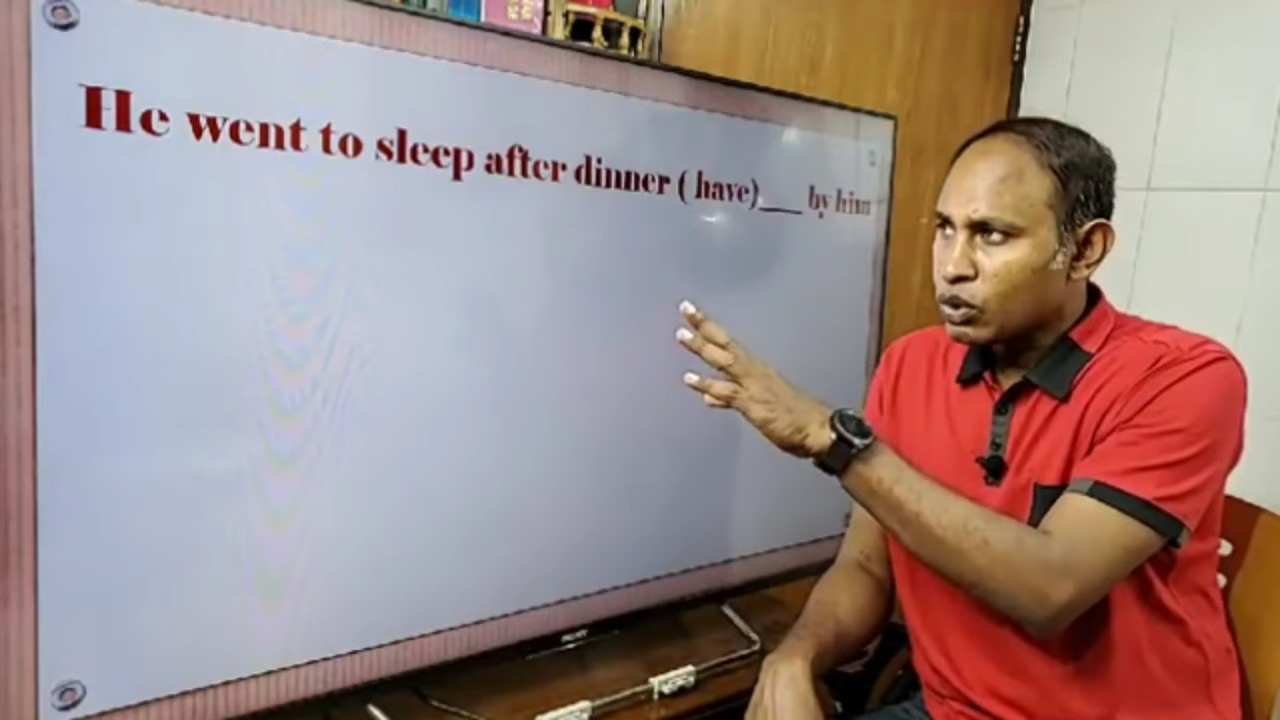 He went to sleep after dinner ( have)___ by him